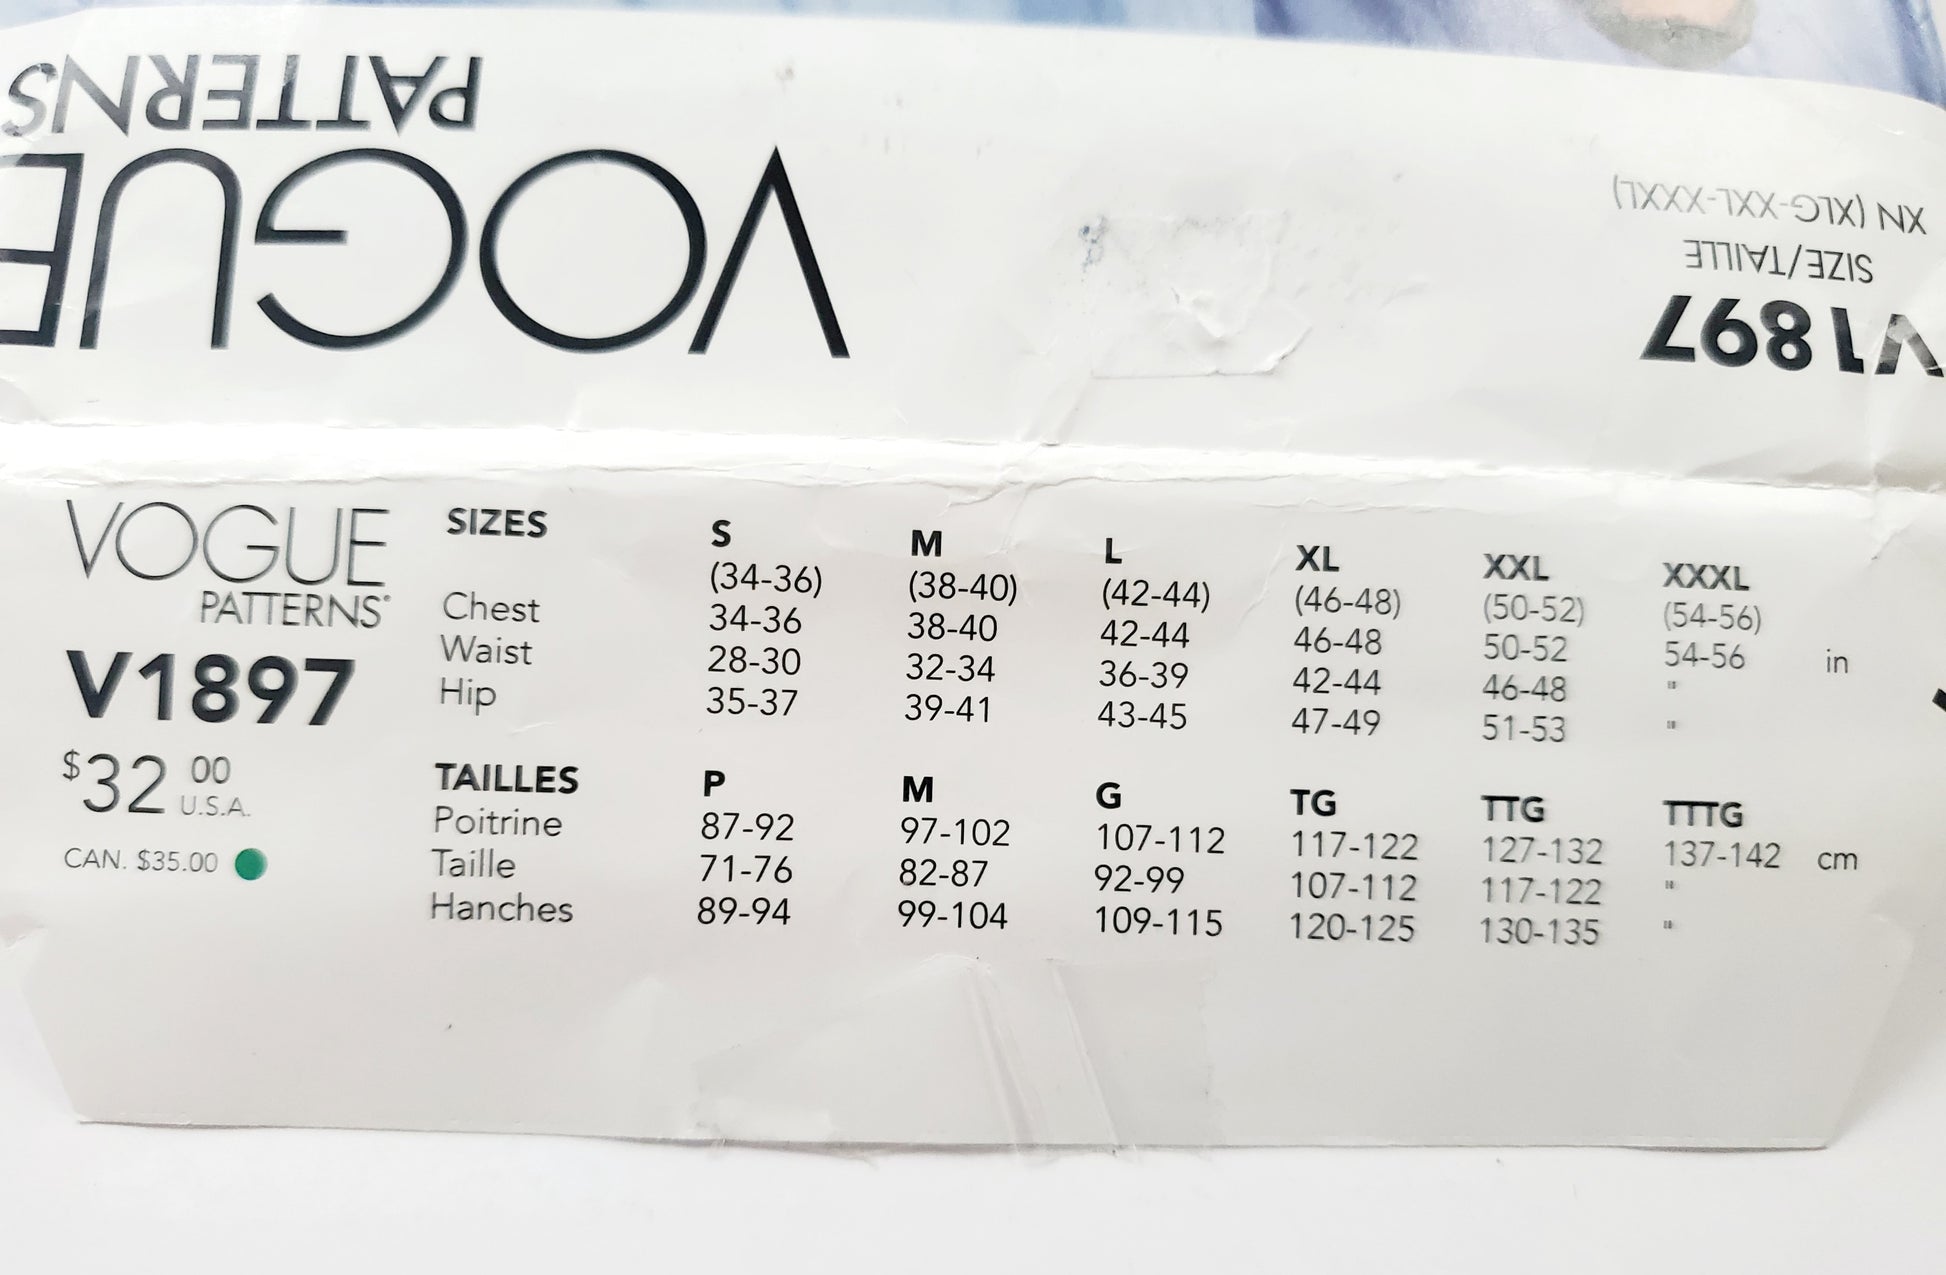 VOGUE
PATTERNS
V1897
SIZE/TAILLE
XN (XLG-XXL-XXXL)
VOGUE
PATTERNS®
V1897
$32 00
U.S.A.
CAN. $35.00
SIZES S M L XL XXL XXXL
(34-36) (38-40) (42-44) (46-48) (50-52) (54-56)
Chest 34-36 38-40 42-44 46-48 50-52 54-56 in
Waist 28-30 32-34 36-39 42-44 46-48 "
Hip 35-37 39-41 43-45 47-49 51-53 "
TAILLES P M G TG TTG TTTG
Poitrine 87-92 97-102 107-112 117-122 127-132 137-142 cm
Taille 71-76 82-87 92-99 107-112 117-122 "
Hanches 89-94 99-104 109-115 120-125 130-135 "